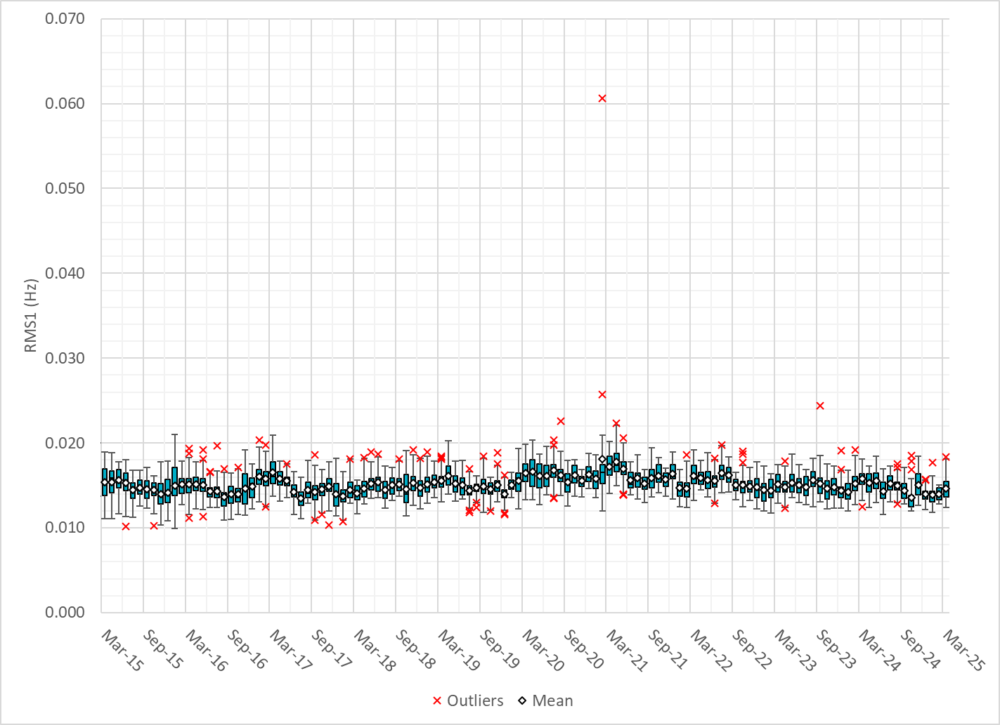 0.070
0.060
0.050
0.040
0.030
0.020
0.010
0.000
RMS1 (Hz)
Mar-15
Sep-15
Mar-16
Sep-16
Mar-17
Sep-17
Mar-18
Sep-18
Mar-19
Sep-19
Mar-20
Sep-20
Mar-21
Sep-21
Mar-22
Sep-22
Mar-23
Sep-23
Mar-24
Sep-24
Mar-25
Outliers Mean